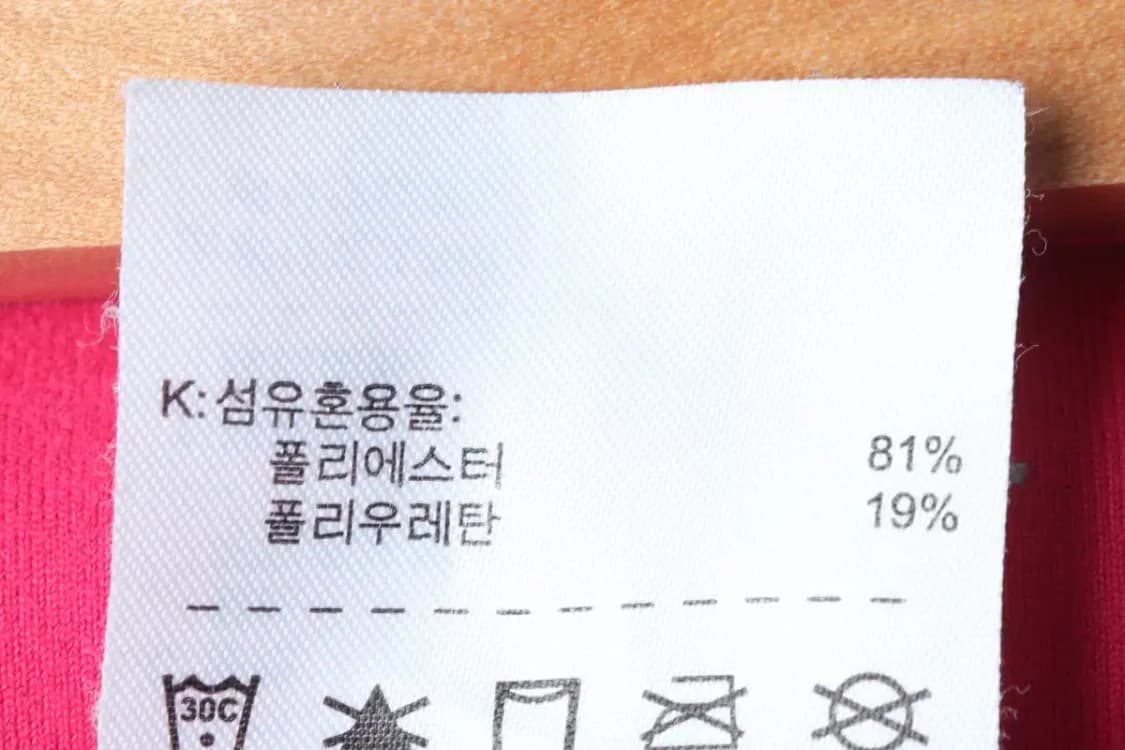 K:섬유혼용율:
폴리에스터 81%
폴리우레탄 19%
30C